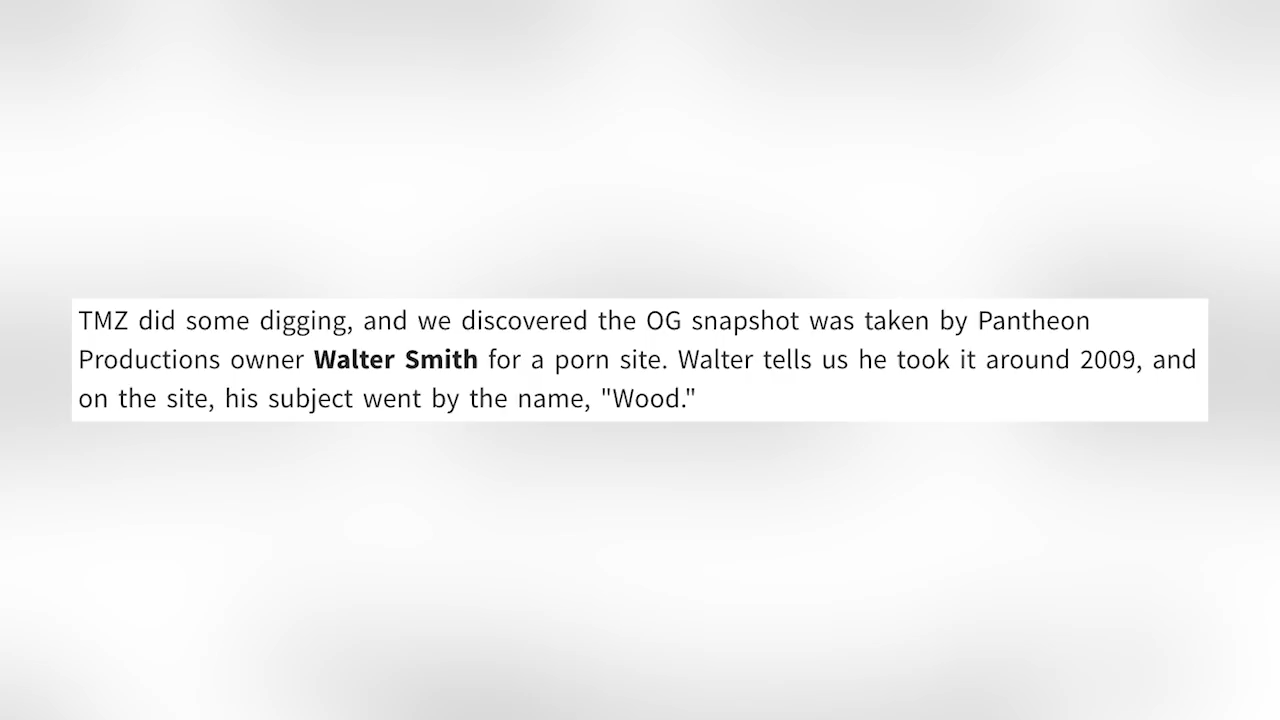 TMZ did some digging, and we discovered the OG snapshot was taken by Pantheon
Productions owner Walter Smith for a porn site. Walter tells us he took it around 2009, and
on the site, his subject went by the name, "Wood."